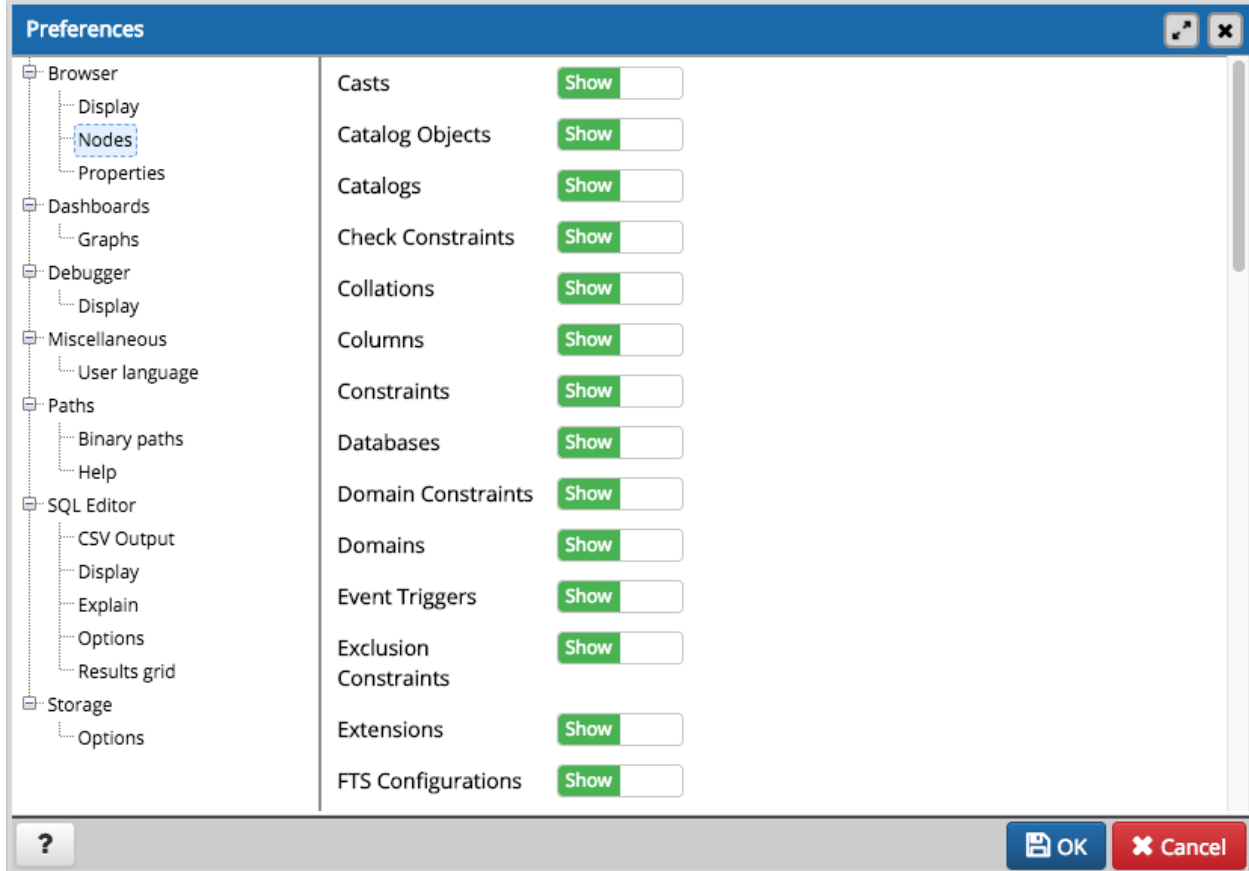 Preferences
Browser
Display
Nodes
Properties
Dashboards
Graphs
Debugger
Display
Miscellaneous
User language
Paths
Binary paths
Help
SQL Editor
CSV Output
Display
Explain
Options
Results grid
Storage
Options
Casts Show
Catalog Objects Show
Catalogs Show
Check Constraints Show
Collations Show
Columns Show
Constraints Show
Databases Show
Domain Constraints Show
Domains Show
Event Triggers Show
Exclusion Show
Constraints
Extensions Show
FTS Configurations Show
? OK Cancel